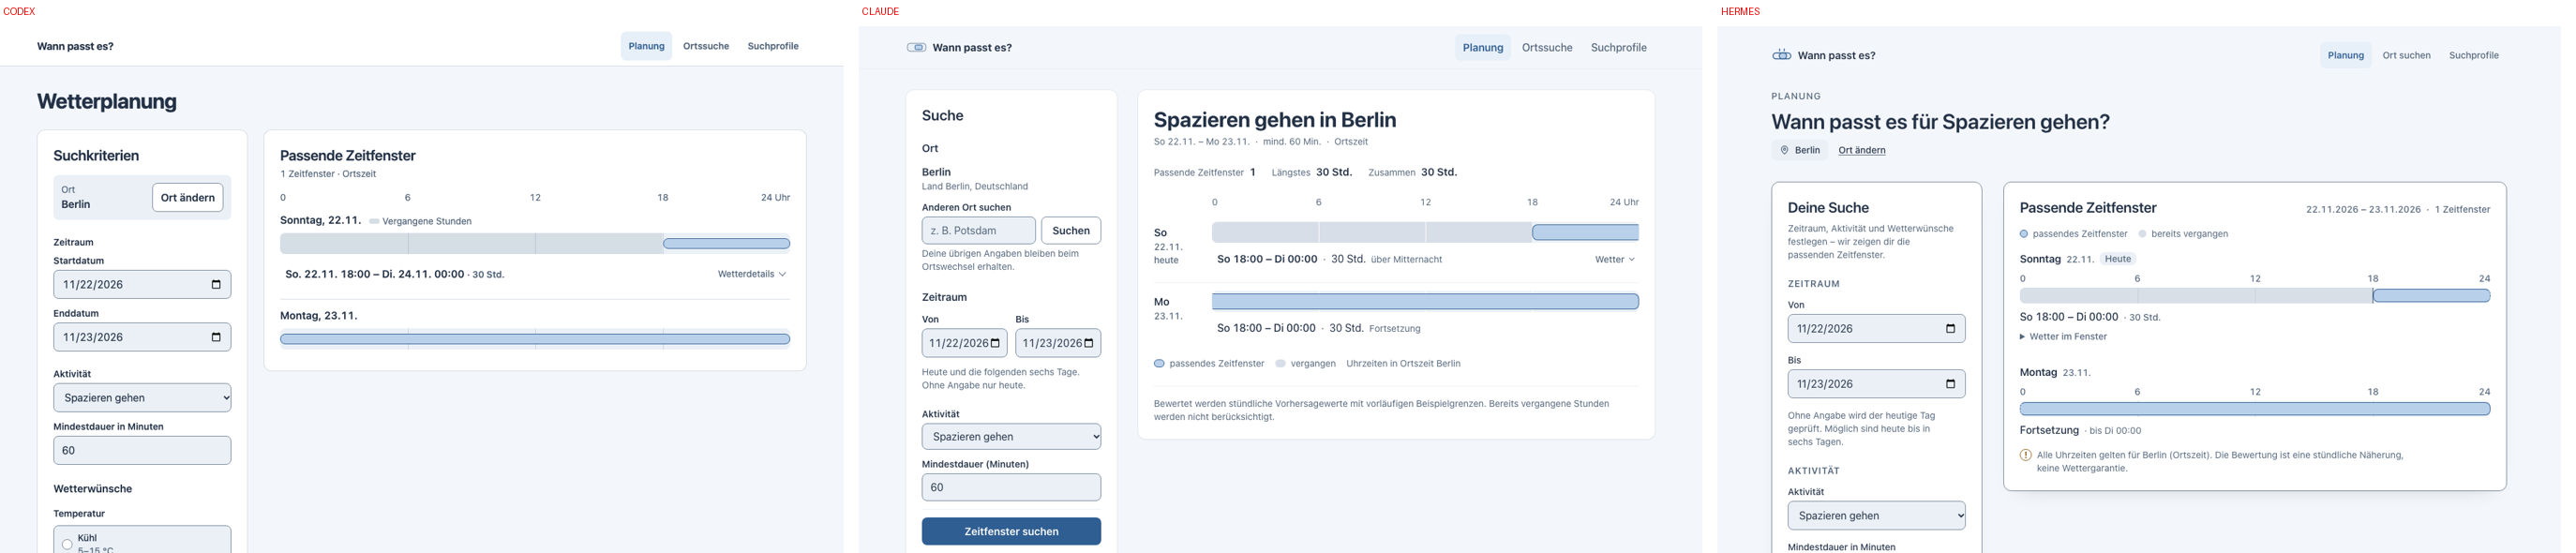 CODEX
Wann passt es?
Planung Ortssuche Suchprofile
Wetterplanung
Suchkriterien
Ort
Berlin
Ort ändern
Zeitraum
Startdatum
11/22/2026
Enddatum
11/23/2026
Aktivität
Spazieren gehen
Mindestdauer in Minuten
60
Wetterwünsche
Temperatur
Kühl
5–15 °C
Passende Zeitfenster
1 Zeitfenster · Ortszeit
0 6 12 18 24 Uhr
Sonntag, 22.11. Vergangene Stunden
So. 22.11. 18:00 – Di. 24.11. 00:00 · 30 Std. Wetterdetails
Montag, 23.11.
CLAUDE
Wann passt es?
Planung Ortssuche Suchprofile
Suche
Ort
Berlin
Land Berlin, Deutschland
Anderen Ort suchen
z. B. Potsdam Suchen
Deine übrigen Angaben bleiben beim
Ortswechsel erhalten.
Zeitraum
Von Bis
11/22/2026 11/23/2026
Heute und die folgenden sechs Tage.
Ohne Angabe nur heute.
Aktivität
Spazieren gehen
Mindestdauer (Minuten)
60
Zeitfenster suchen
Spazieren gehen in Berlin
So 22.11. – Mo 23.11. · mind. 60 Min. · Ortszeit
Passende Zeitfenster 1 Längstes 30 Std. Zusammen 30 Std.
0 6 12 18 24 Uhr
So
22.11.
heute
So 18:00 – Di 00:00 · 30 Std. über Mitternacht Wetter
Mo
23.11.
So 18:00 – Di 00:00 · 30 Std. Fortsetzung
passendes Zeitfenster vergangen Uhrzeiten in Ortszeit Berlin
Bewertet werden stündliche Vorhersagewerte mit vorläufigen Beispielgrenzen. Bereits vergangene Stunden
werden nicht berücksichtigt.
HERMES
Wann passt es?
Planung Ort suchen Suchprofile
PLANUNG
Wann passt es für Spazieren gehen?
Berlin Ort ändern
Deine Suche
Zeitraum, Aktivität und Wetterwünsche
festlegen – wir zeigen dir die
passenden Zeitfenster.
ZEITRAUM
Von
11/22/2026
Bis
11/23/2026
Ohne Angabe wird der heutige Tag
geprüft. Möglich sind heute bis in
sechs Tagen.
AKTIVITÄT
Aktivität
Spazieren gehen
Mindestdauer in Minuten
Passende Zeitfenster 22.11.2026 – 23.11.2026 · 1 Zeitfenster
passendes Zeitfenster bereits vergangen
Sonntag 22.11. Heute
0 6 12 18 24
So 18:00 – Di 00:00 · 30 Std.
Wetter im Fenster
Montag 23.11.
0 6 12 18 24
Fortsetzung · bis Di 00:00
Alle Uhrzeiten gelten für Berlin (Ortszeit). Die Bewertung ist eine stündliche Näherung,
keine Wettergarantie.